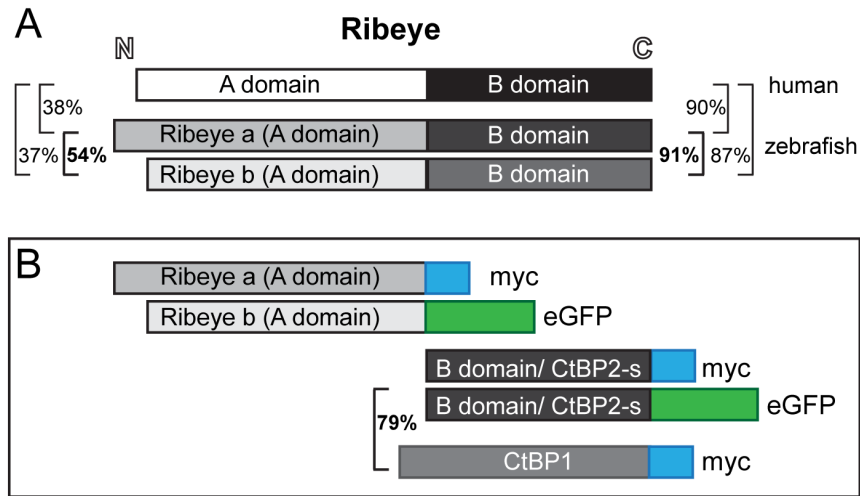 A
Ribeye
N
C
A domain
B domain
human
38%
90%
Ribeye a (A domain)
B domain
37%
54%
91%
87%
zebrafish
Ribeye b (A domain)
B domain
B
Ribeye a (A domain)
myc
Ribeye b (A domain)
eGFP
B domain/ CtBP2-s
myc
B domain/ CtBP2-s
eGFP
79%
CtBP1
myc